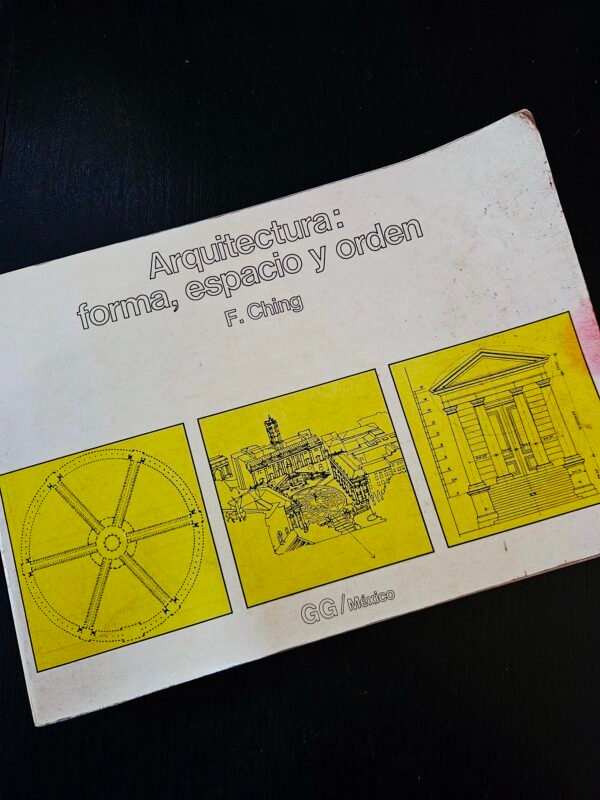 Arquitectura:
forma, espacio y orden
F. Ching
GG/México